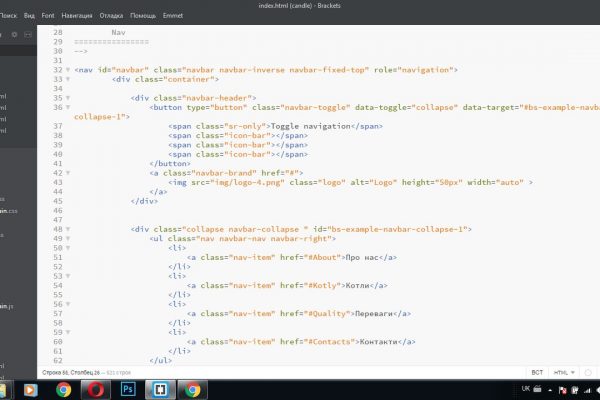 index.html (candle) - Brackets
Поиск Вид Font Навигация Отладка Помощь Emmet
28 Nav
29 ================
30 -->
31
32 <nav id="navbar" class="navbar navbar-inverse navbar-fixed-top" role="navigation">
33 <div class="container">
34
35 <div class="navbar-header">
36 <button type="button" class="navbar-toggle" data-toggle="collapse" data-target="#bs-example-navbar-
collapse-1">
37 <span class="sr-only">Toggle navigation</span>
38 <span class="icon-bar"></span>
39 <span class="icon-bar"></span>
40 <span class="icon-bar"></span>
41 </button>
42 <a class="navbar-brand" href="#">
43 <img src="img/logo-4.png" class="logo" alt="Logo" height="50px" width="auto" >
44 </a>
45 </div>
46
47
48 <div class="collapse navbar-collapse " id="bs-example-navbar-collapse-1">
49 <ul class="nav navbar-nav navbar-right">
50 <li>
51 <a class="nav-item" href="#About">Про нас</a>
52 </li>
53 <li>
54 <a class="nav-item" href="#Kotly">Котли</a>
55 </li>
56 <li>
57 <a class="nav-item" href="#Quality">Переваги</a>
58 </li>
59 <li>
60 <a class="nav-item" href="#Contacts">Контакти</a>
61 </li>
62 </ul>
Строка 51, Столбец 26 — 521 строк
ВСТ HTML
Ps
UK